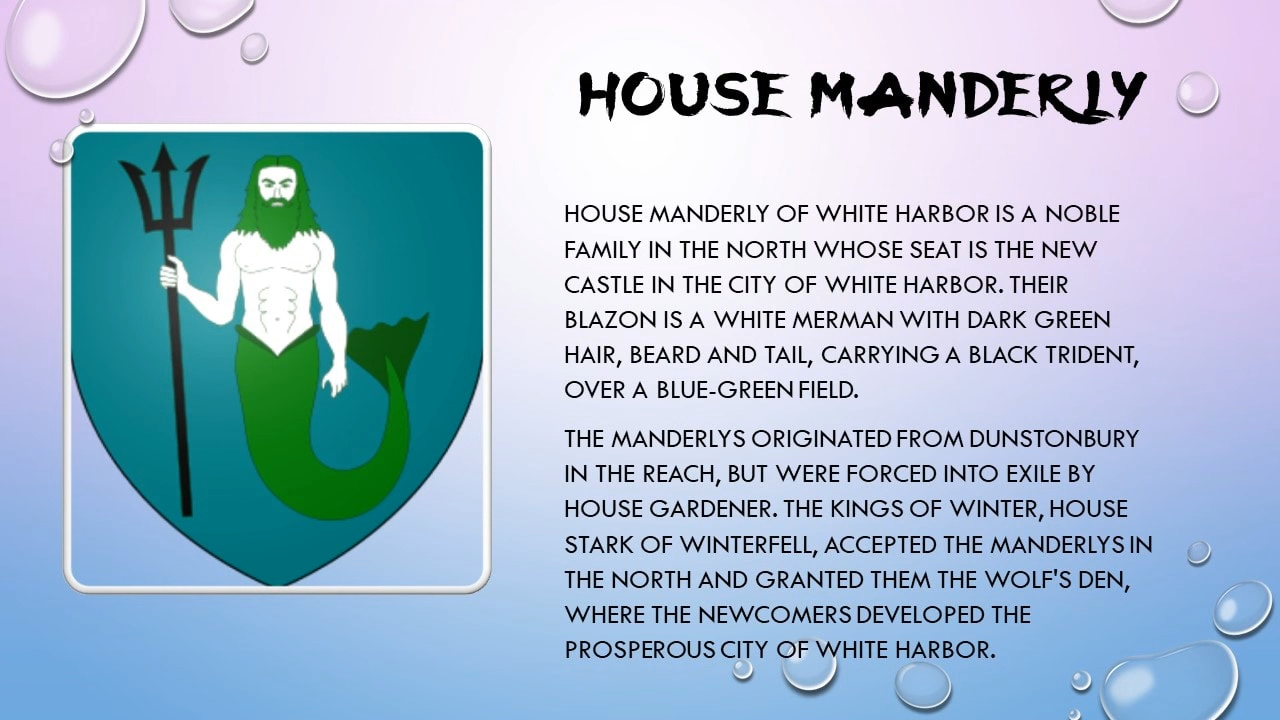 HOUSE MANDERLY
HOUSE MANDERLY OF WHITE HARBOR IS A NOBLE
FAMILY IN THE NORTH WHOSE SEAT IS THE NEW
CASTLE IN THE CITY OF WHITE HARBOR. THEIR
BLAZON IS A WHITE MERMAN WITH DARK GREEN
HAIR, BEARD AND TAIL, CARRYING A BLACK TRIDENT,
OVER A BLUE-GREEN FIELD.
THE MANDERLYS ORIGINATED FROM DUNSTONBURY
IN THE REACH, BUT WERE FORCED INTO EXILE BY
HOUSE GARDENER. THE KINGS OF WINTER, HOUSE
STARK OF WINTERFELL, ACCEPTED THE MANDERLYS IN
THE NORTH AND GRANTED THEM THE WOLF'S DEN,
WHERE THE NEWCOMERS DEVELOPED THE
PROSPEROUS CITY OF WHITE HARBOR.